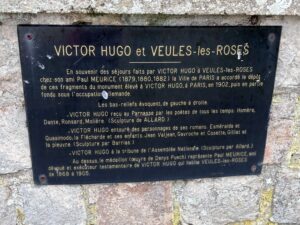 VICTOR HUGO et VEULES-les-ROSES
En souvenir des séjours faits par VICTOR HUGO à VEULES-les-ROSES
chez son ami Paul MEURICE (1879,1880,1882) la Ville de PARIS a accordé le dépôt
de ces fragments du monument élevé à VICTOR HUGO, à PARIS, en 1902, puis en partie
fondu sous l'occupation allemande.
Les bas-reliefs évoquent, de gauche à droite
- VICTOR HUGO reçu au Parnasse par les poètes de tous les temps: Homère,
Dante, Ronsard, Molière. (Sculpture de ALLARD)
- VICTOR HUGO entouré des personnages de ses romans: Esméralda et
Quasimodo, la Flécharde et ses enfants, Jean Valjean, Gavroche et Cosette, Gilliat et
la pieuvre. (Sculpture par Barrias)
- VICTOR HUGO à la tribune de l'Assemblée Nationale. (Sculpture par Allard)
Au dessus, le médaillon œuvre de Denys Puech représente Paul MEURICE, ami
délégué et exécuteur testamentaire de VICTOR HUGO qui habita VEULES-les-ROSES
de 1868 à 1905.